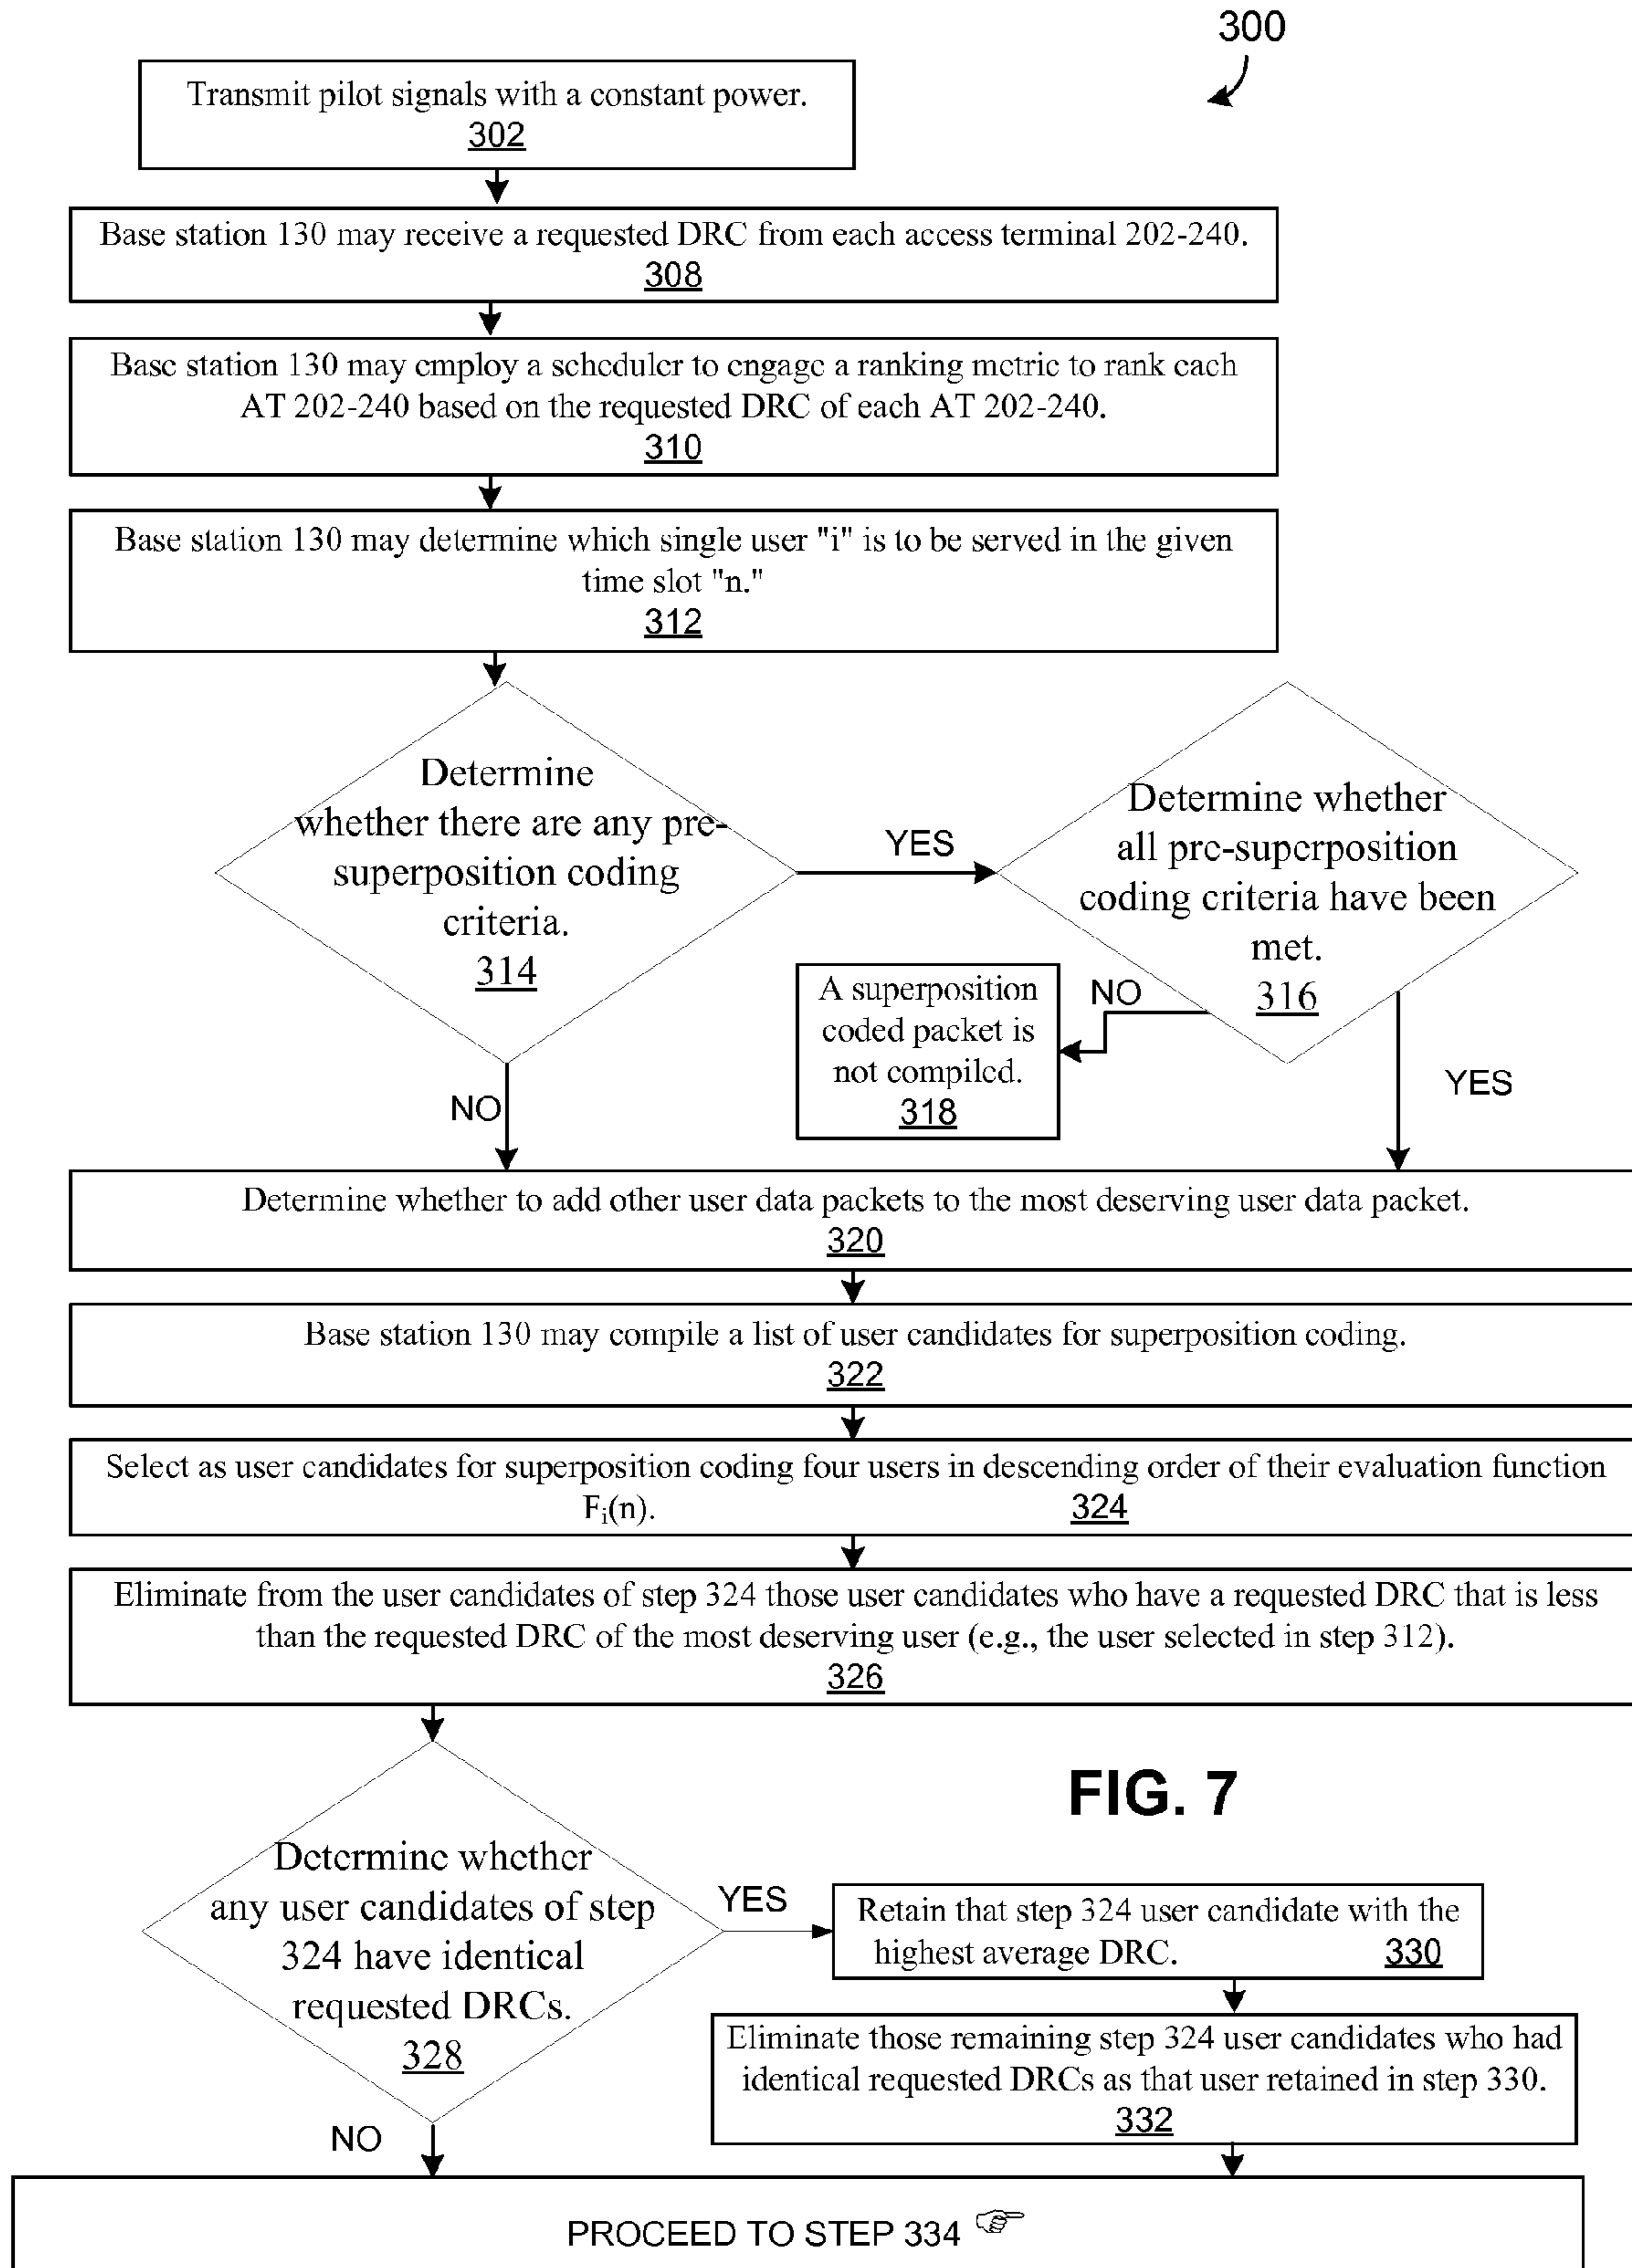 300
Transmit pilot signals with a constant power.
302
Base station 130 may receive a requested DRC from each access terminal 202-240.
308
Base station 130 may employ a scheduler to engage a ranking metric to rank each
AT 202-240 based on the requested DRC of each AT 202-240.
310
Base station 130 may determine which single user "i" is to be served in the given
time slot "n."
312
Determine
whether there are any pre-
superposition coding
criteria.
314
YES
Determine whether
all pre-superposition
coding criteria have been
met.
316
NO
A superposition
coded packet is
not compiled.
318
YES
NO
Determine whether to add other user data packets to the most deserving user data packet.
320
Base station 130 may compile a list of user candidates for superposition coding.
322
Select as user candidates for superposition coding four users in descending order of their evaluation function
Fi(n). 324
Eliminate from the user candidates of step 324 those user candidates who have a requested DRC that is less
than the requested DRC of the most deserving user (e.g., the user selected in step 312).
326
FIG. 7
Determine whether
any user candidates of step
324 have identical
requested DRCs.
328
YES
Retain that step 324 user candidate with the
highest average DRC. 330
Eliminate those remaining step 324 user candidates who had
identical requested DRCs as that user retained in step 330.
332
NO
PROCEED TO STEP 334